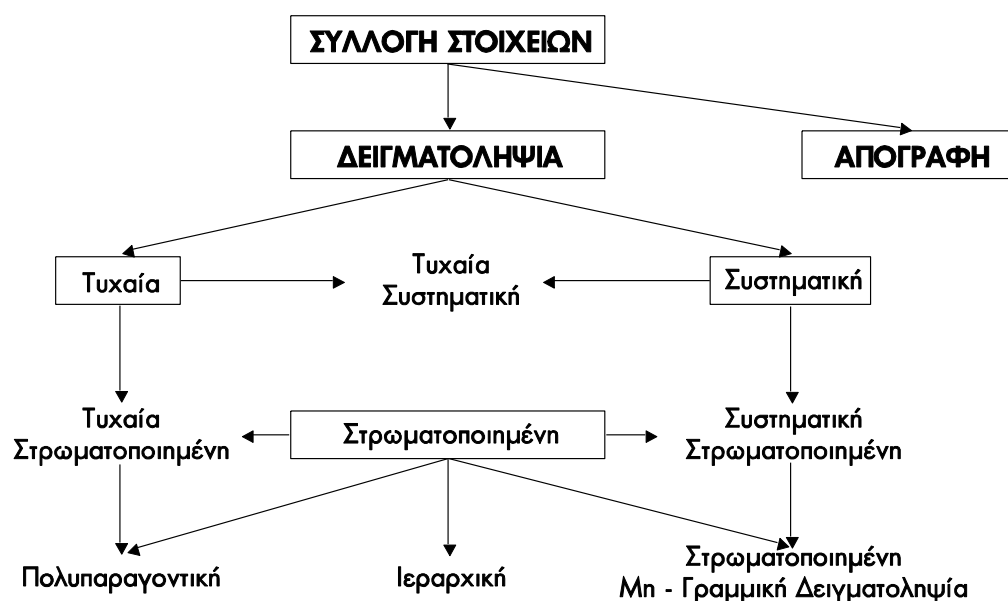 ΣΥΛΛΟΓΗ ΣΤΟΙΧΕΙΩΝ
ΔΕΙΓΜΑΤΟΛΗΨΙΑ
ΑΠΟΓΡΑΦΗ
Τυχαία
Τυχαία
Συστηματική
Συστηματική
Τυχαία
Στρωματοποιημένη
Στρωματοποιημένη
Συστηματική
Στρωματοποιημένη
Πολυπαραγοντική
Ιεραρχική
Στρωματοποιημένη
Μη - Γραμμική Δειγματοληψία